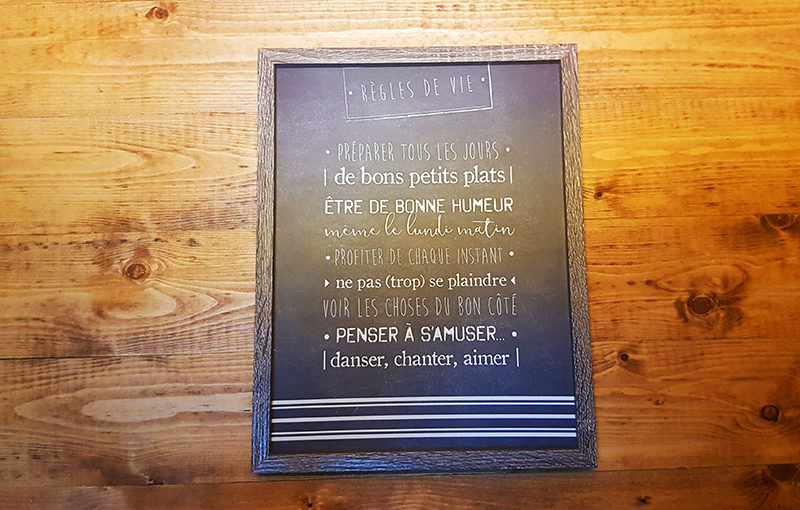 • RÈGLES DE VIE •
• PRÉPARER TOUS LES JOURS •
| de bons petits plats |
ÊTRE DE BONNE HUMEUR
même le lundi matin
• PROFITER DE CHAQUE INSTANT •
ne pas (trop) se plaindre
VOIR LES CHOSES DU BON CÔTÉ
• PENSER À S'AMUSER... •
| danser, chanter, aimer |